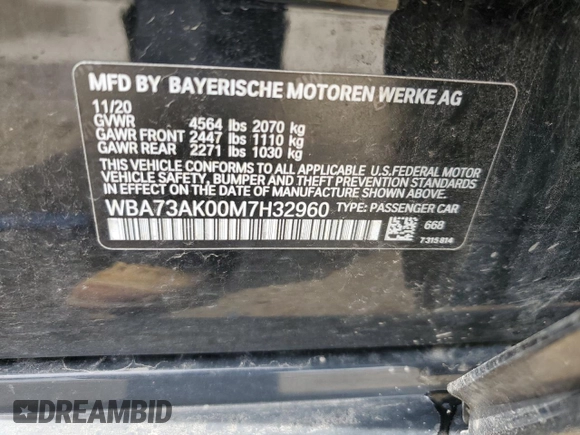 MFD BY BAYERISCHE MOTOREN WERKE AG
11/20
GVWR 4564 lbs 2070 kg
GAWR FRONT 2447 lbs 1110 kg
GAWR REAR 2271 lbs 1030 kg
THIS VEHICLE CONFORMS TO ALL APPLICABLE U.S.FEDERAL MOTOR
VEHICLE SAFETY, BUMPER, AND THEFT PREVENTION STANDARDS
IN EFFECT ON THE DATE OF MANUFACTURE SHOWN ABOVE.
WBA73AK00M7H32960 TYPE: PASSENGER CAR
668
7315814
DREAMBID